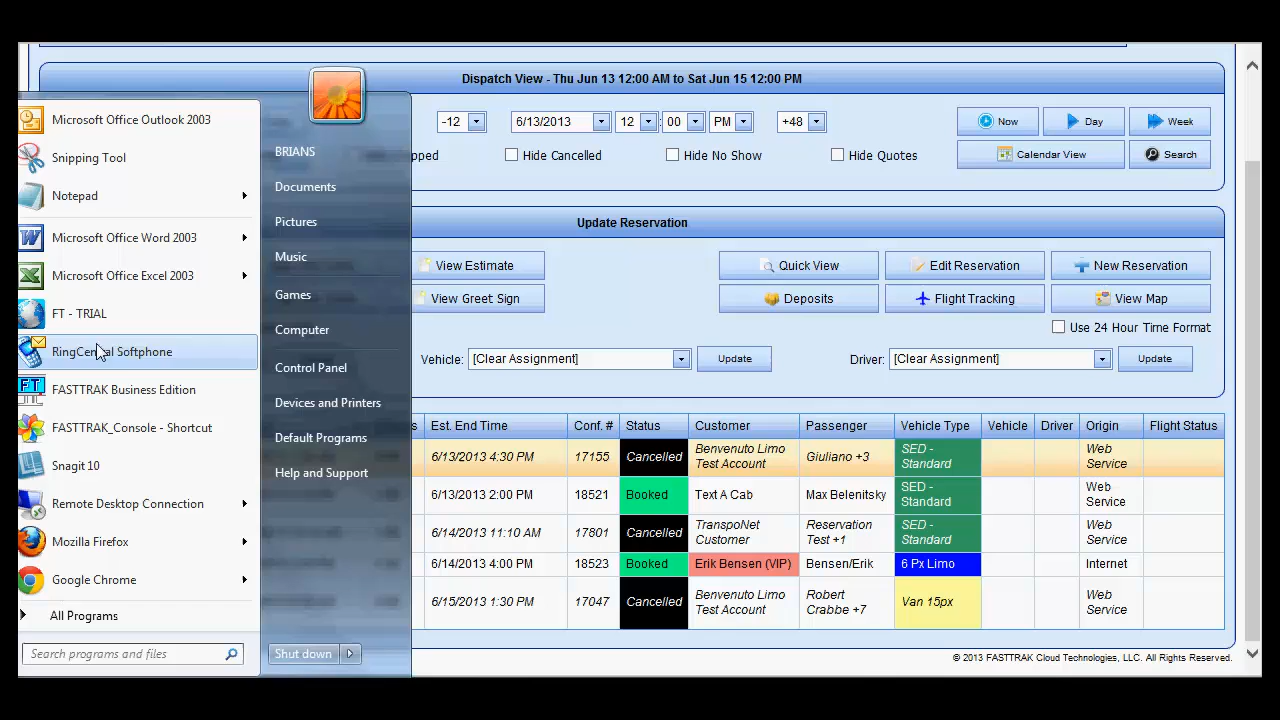 Dispatch View - Thu Jun 13 12:00 AM to Sat Jun 15 12:00 PM
-12 6/13/2013 12 : 00 PM +48 Now Day Week
Hide Cancelled Hide No Show Hide Quotes Calendar View Search
Update Reservation
View Estimate Quick View Edit Reservation New Reservation
View Greet Sign Deposits Flight Tracking View Map
Use 24 Hour Time Format
Vehicle: [Clear Assignment] Update Driver: [Clear Assignment] Update
Est. End Time Conf. # Status Customer Passenger Vehicle Type Vehicle Driver Origin Flight Status
6/13/2013 4:30 PM 17155 Cancelled Benvenuto Limo Test Account Giuliano +3 SED - Standard Web Service
6/13/2013 2:00 PM 18521 Booked Text A Cab Max Belenitsky SED - Standard Web Service
6/14/2013 11:10 AM 17801 Cancelled TranspoNet Customer Reservation Test +1 SED - Standard Web Service
6/14/2013 4:00 PM 18523 Booked Erik Bensen (VIP) Bensen/Erik 6 Px Limo Internet
6/15/2013 1:30 PM 17047 Cancelled Benvenuto Limo Test Account Robert Crabbe +7 Van 15px Web Service
© 2013 FASTTRAK Cloud Technologies, LLC. All Rights Reserved.
Microsoft Office Outlook 2003
Snipping Tool
Notepad
Microsoft Office Word 2003
Microsoft Office Excel 2003
FT - TRIAL
RingCentral Softphone
FT
FASTTRAK Business Edition
FASTTRAK_Console - Shortcut
Snagit 10
Remote Desktop Connection
Mozilla Firefox
Google Chrome
All Programs
Search programs and files
BRIANS
Documents
Pictures
Music
Games
Computer
Control Panel
Devices and Printers
Default Programs
Help and Support
Shut down